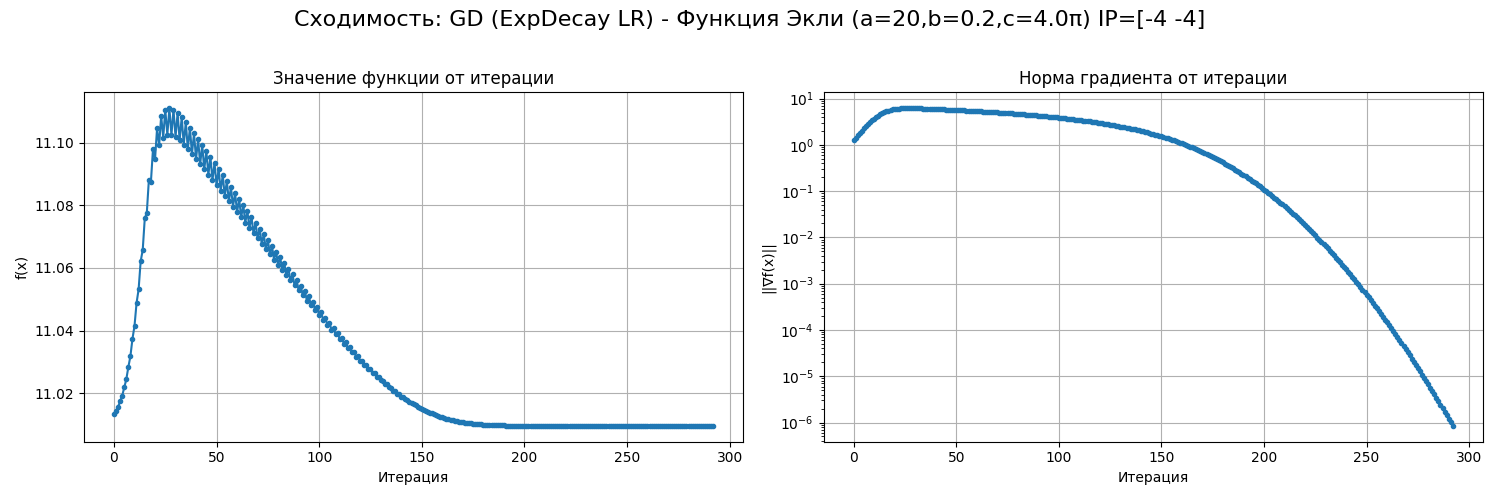 Сходимость: GD (ExpDecay LR) - Функция Экли (a=20,b=0.2,c=4.0π) IP=[-4 -4]
Значение функции от итерации
11.10
11.08
11.06
11.04
11.02
f(x)
0 50 100 150 200 250 300
Итерация
Норма градиента от итерации
10¹
10⁰
10⁻¹
10⁻²
10⁻³
10⁻⁴
10⁻⁵
10⁻⁶
||∇f(x)||
0 50 100 150 200 250 300
Итерация